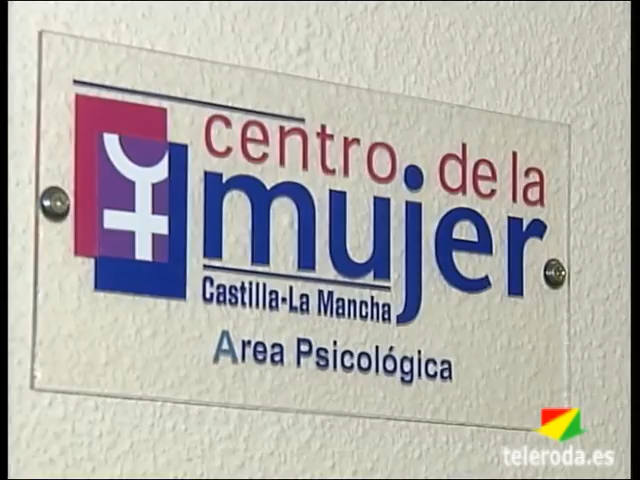 centro de la
mujer
Castilla-La Mancha
Area Psicológica
teleroda.es